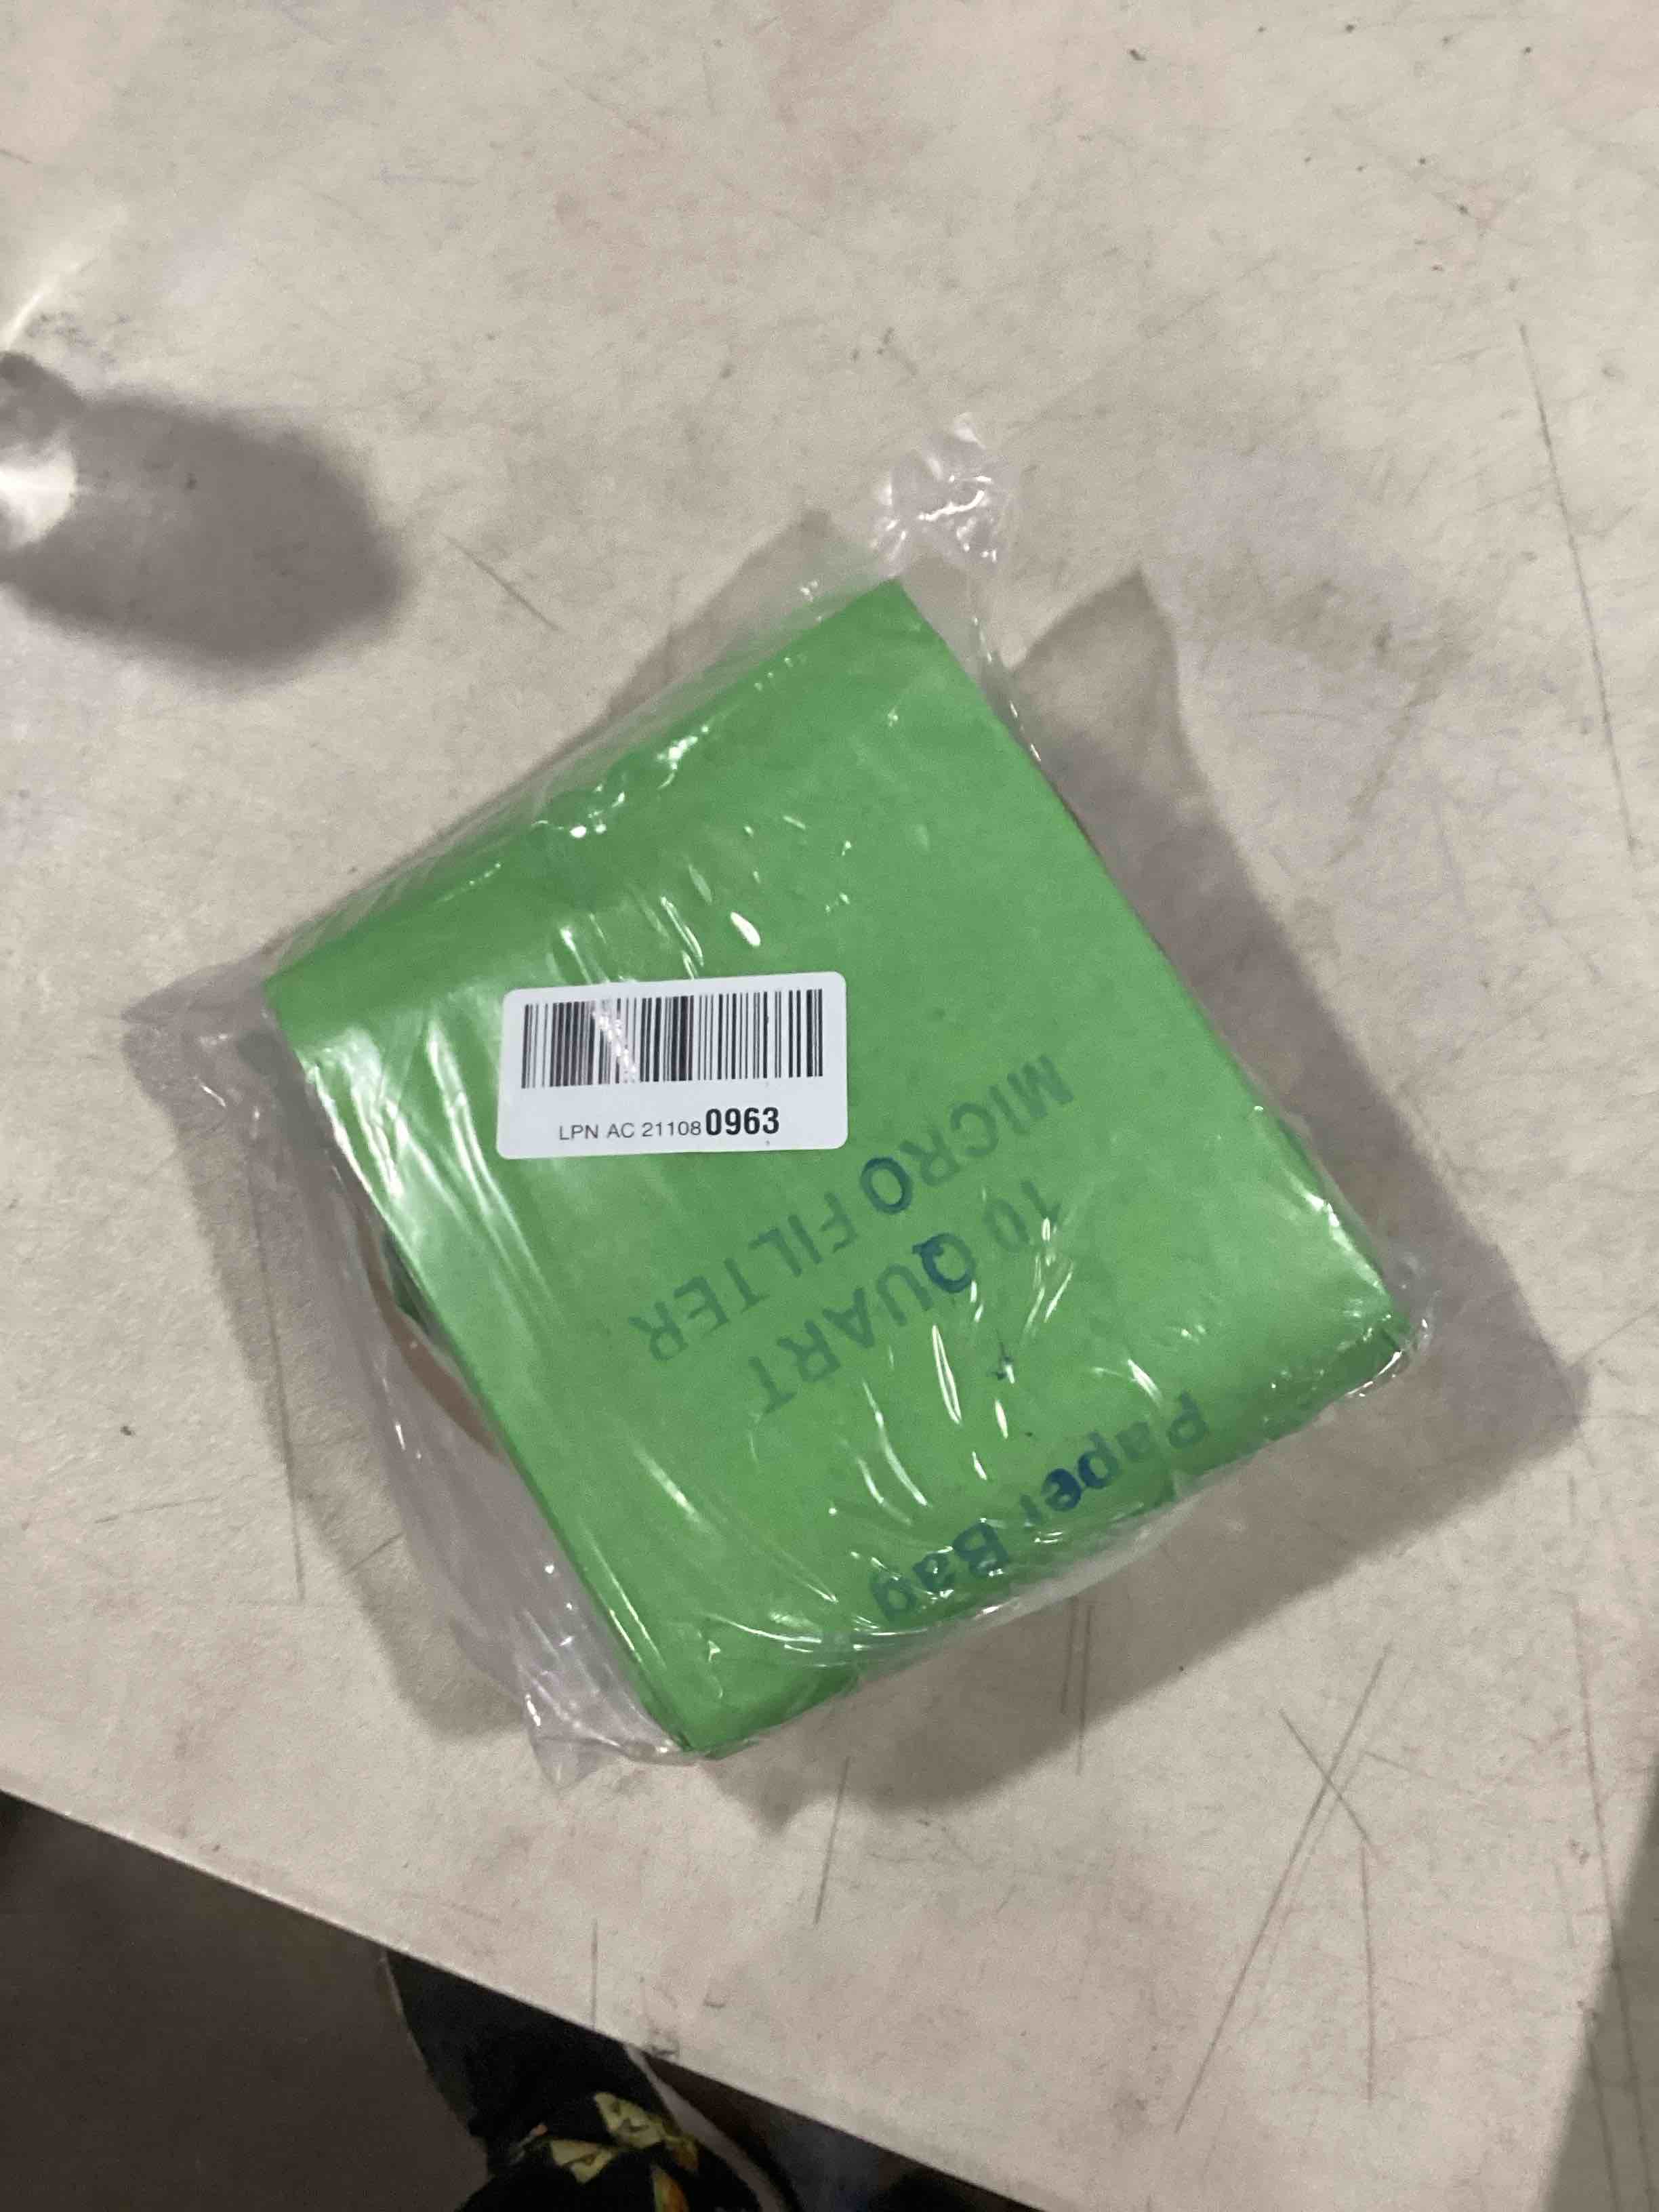 LPN AC 211080963
MICRO FILTER
10 QUART
Paper Bag